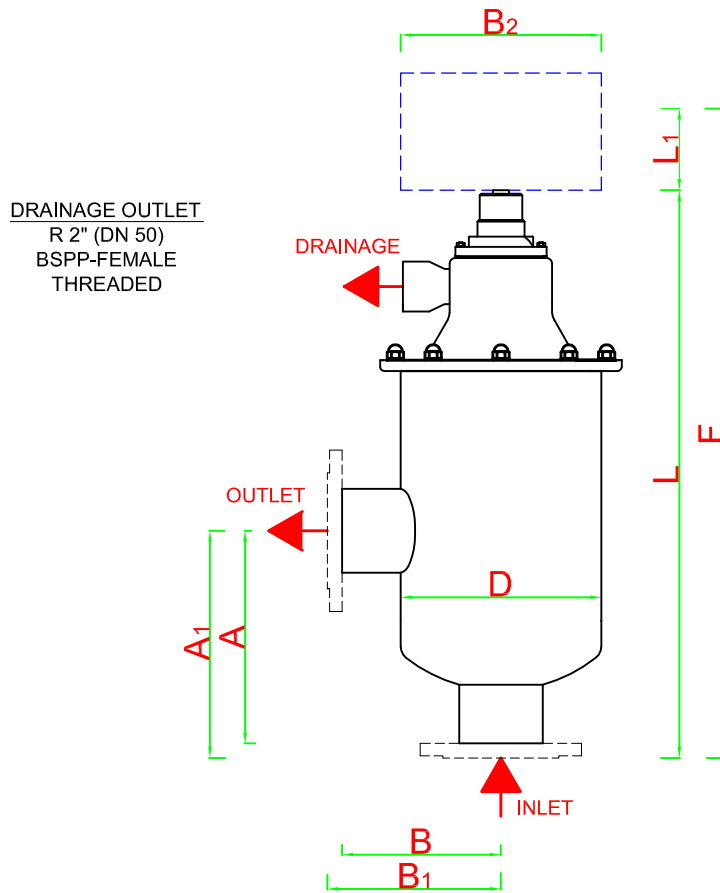 B2
L1
DRAINAGE OUTLET
R 2" (DN 50)
BSPP-FEMALE
THREADED
DRAINAGE
F
L
OUTLET
D
A1
A
INLET
B
B1